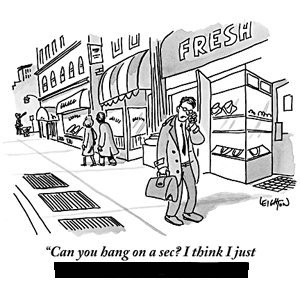 FRESH
LEIGHTON
“Can you hang on a sec? I think I just